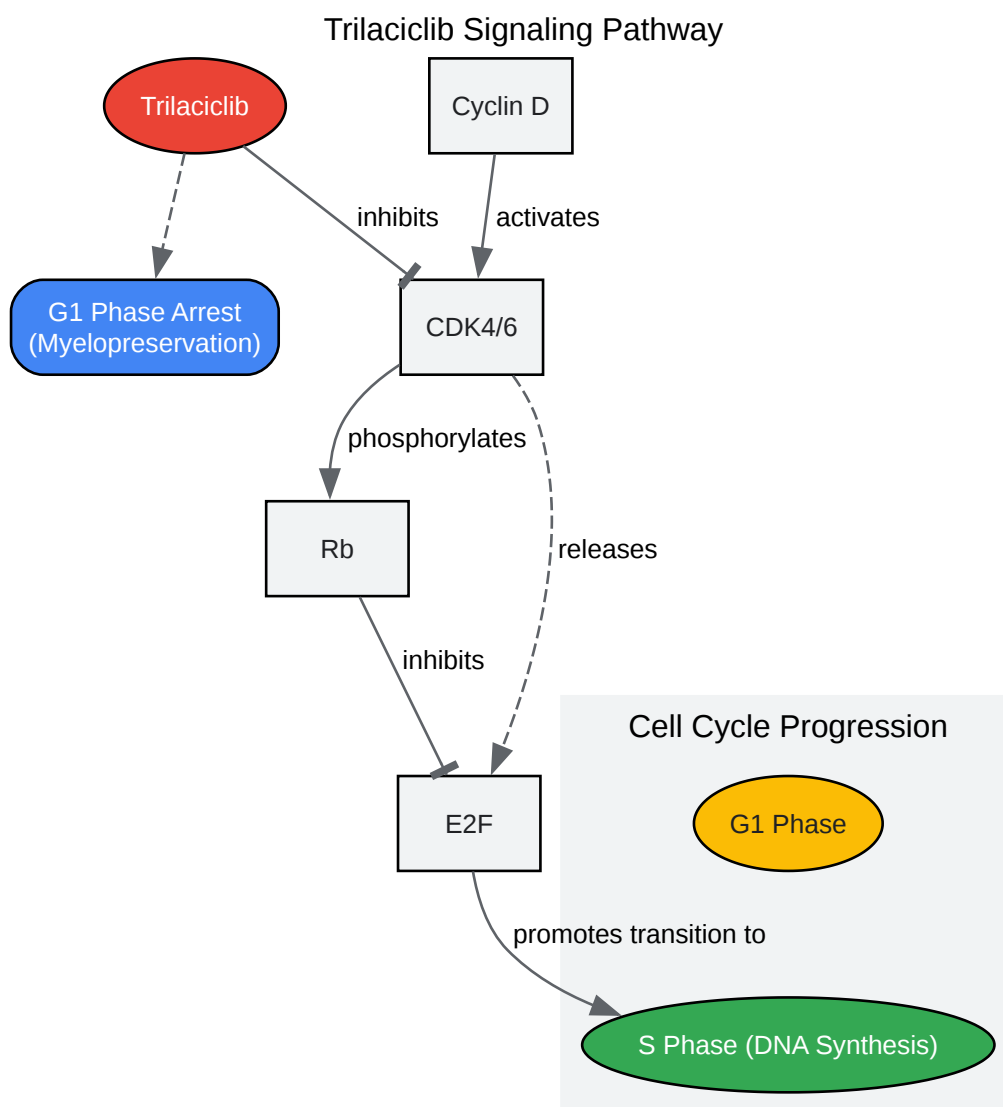 Trilaciclib Signaling Pathway
Trilaciclib
Cyclin D
inhibits
activates
G1 Phase Arrest
(Myelopreservation)
CDK4/6
phosphorylates
Rb
releases
inhibits
Cell Cycle Progression
E2F
G1 Phase
promotes transition to
S Phase (DNA Synthesis)